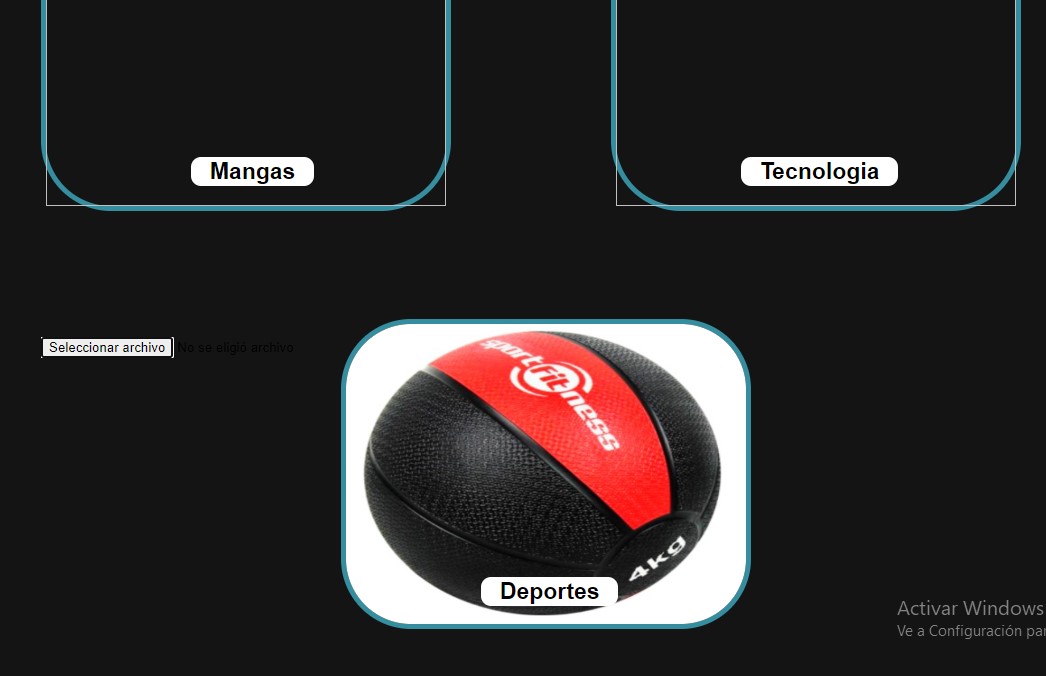 Mangas
Tecnologia
Seleccionar archivo No se eligió archivo
sportfitness
4kg
Deportes
Activar Windows
Ve a Configuración par